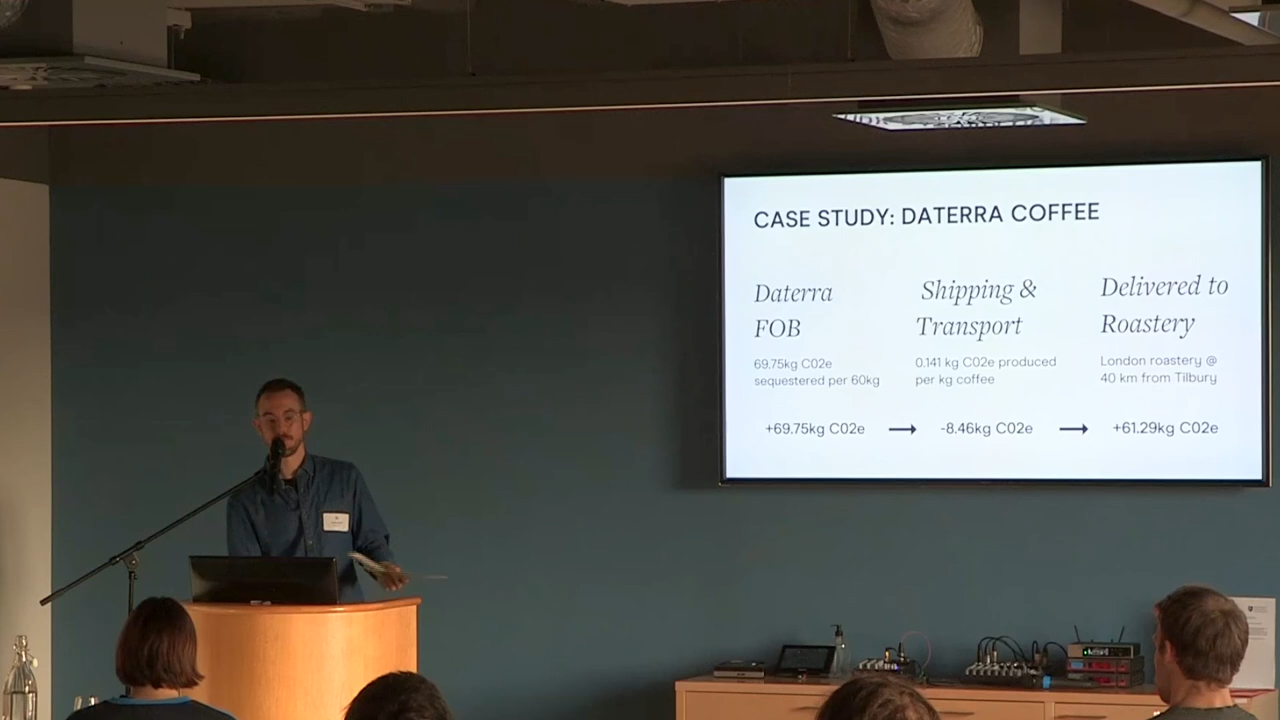 CASE STUDY: DATERRA COFFEE
Daterra
FOB
69.75kg C02e
sequestered per 60kg
+69.75kg C02e
Shipping &
Transport
0.141 kg C02e produced
per kg coffee
-8.46kg C02e
Delivered to
Roastery
London roastery @
40 km from Tilbury
+61.29kg C02e